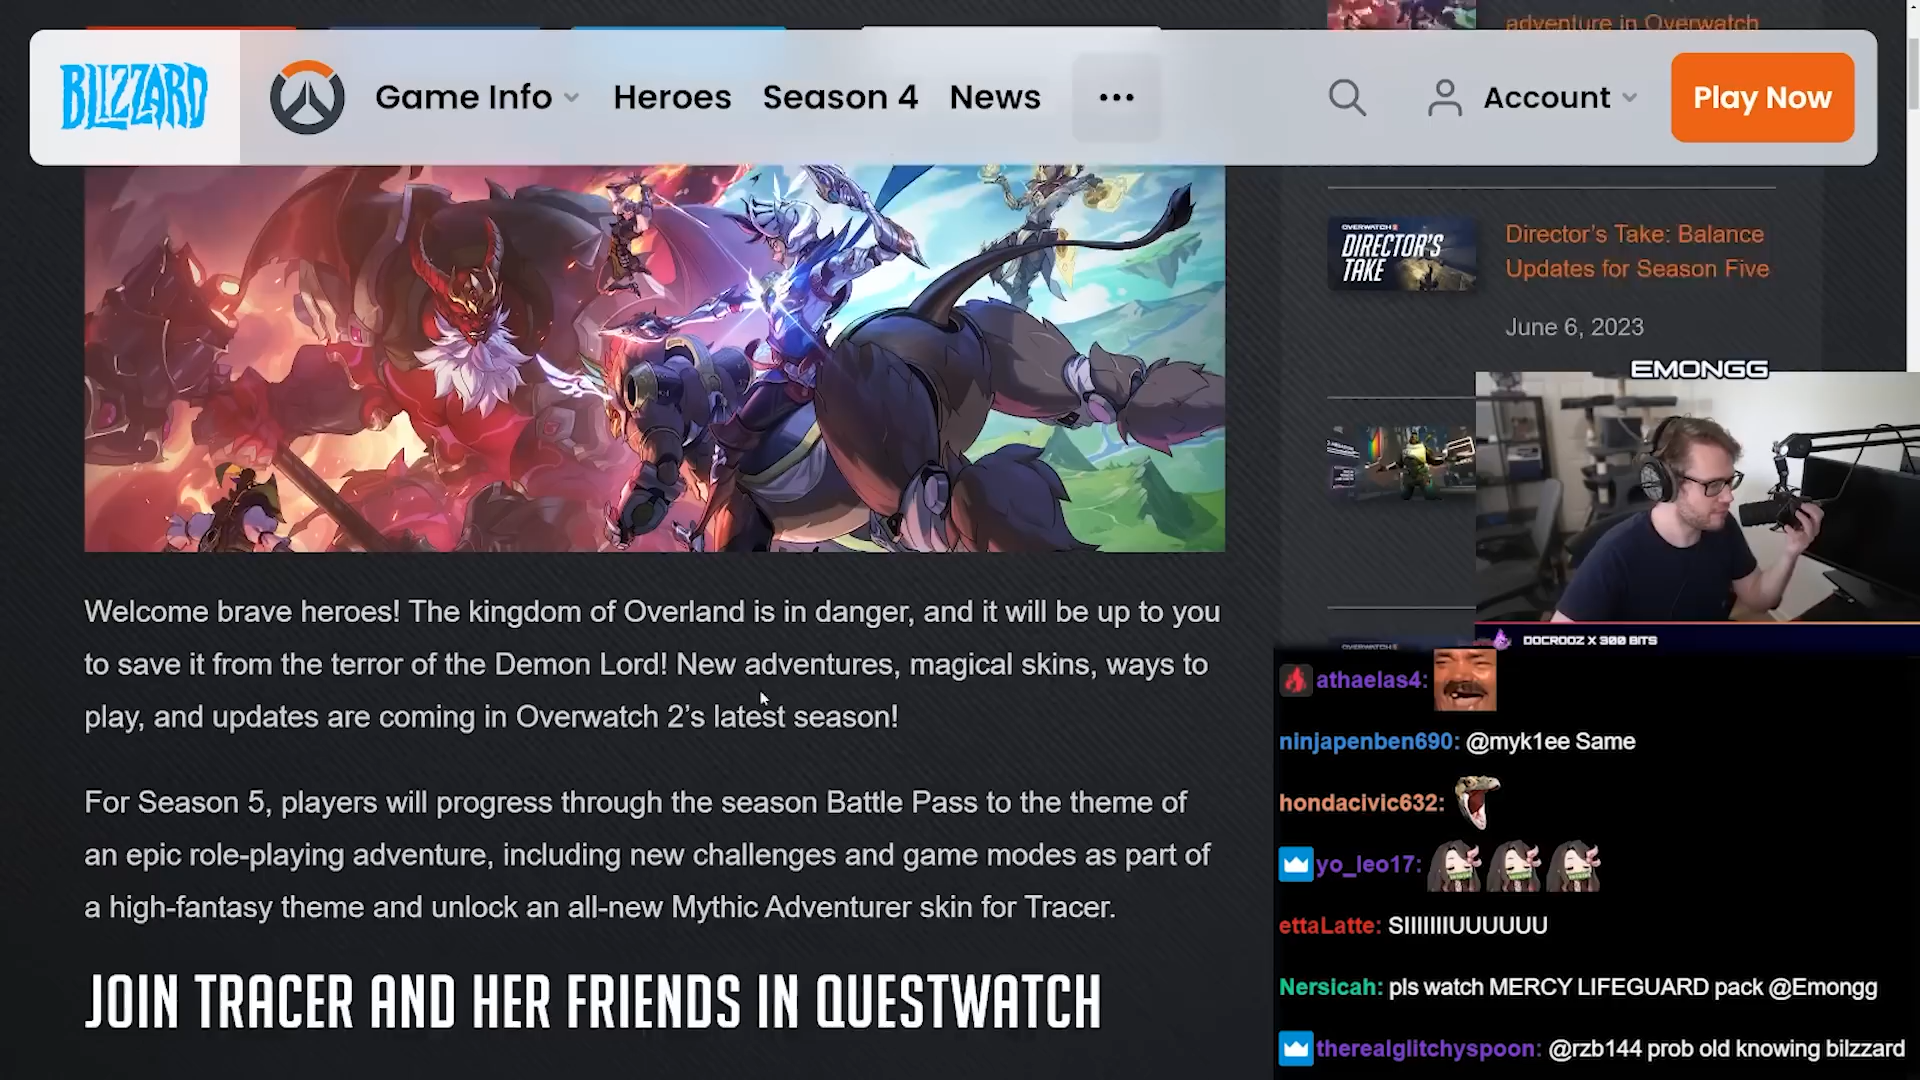 adventure in Overwatch
BLIZZARD
Game Info
Heroes
Season 4
News
Account
Play Now
OVERWATCH 2
DIRECTOR'S
TAKE
Director's Take: Balance
Updates for Season Five
June 6, 2023
EMONGG
Welcome brave heroes! The kingdom of Overland is in danger, and it will be up to you
to save it from the terror of the Demon Lord! New adventures, magical skins, ways to
play, and updates are coming in Overwatch 2’s latest season!
For Season 5, players will progress through the season Battle Pass to the theme of
an epic role-playing adventure, including new challenges and game modes as part of
a high-fantasy theme and unlock an all-new Mythic Adventurer skin for Tracer.
JOIN TRACER AND HER FRIENDS IN QUESTWATCH
DOCROOZ X 300 BITS
athaelas4:
ninjapenben690: @myk1ee Same
hondacivic632:
yo_leo17:
ettaLatte: SIIIIIIIUUUUUU
Nersicah: pls watch MERCY LIFEGUARD pack @Emongg
therealglitchyspoon: @rzb144 prob old knowing bilzzard